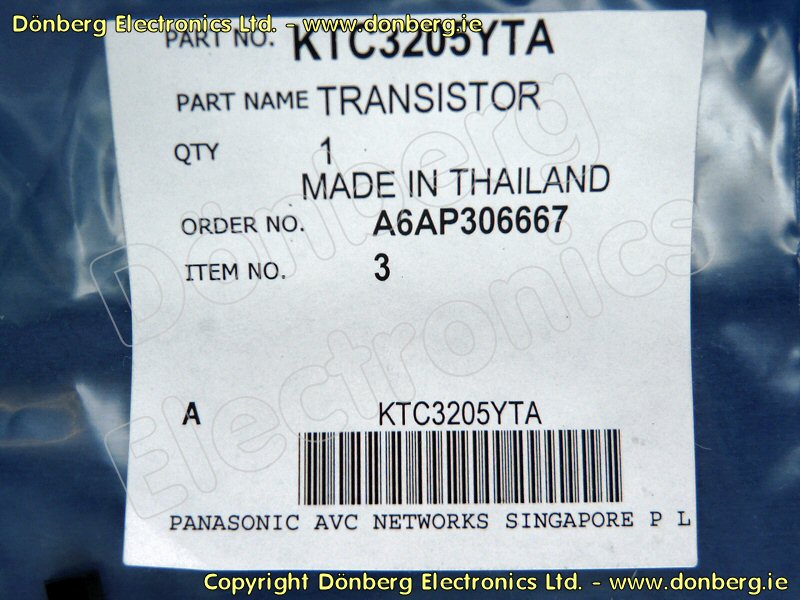 Dönberg Electronics Ltd. - www.donberg.ie
PART NO. KTC3205YTA
PART NAME TRANSISTOR
QTY 1
MADE IN THAILAND
ORDER NO. A6AP306667
ITEM NO. 3
Dönberg
Electronics
A KTC3205YTA
PANASONIC AVC NETWORKS SINGAPORE P L
Copyright Dönberg Electronics Ltd. - www.donberg.ie